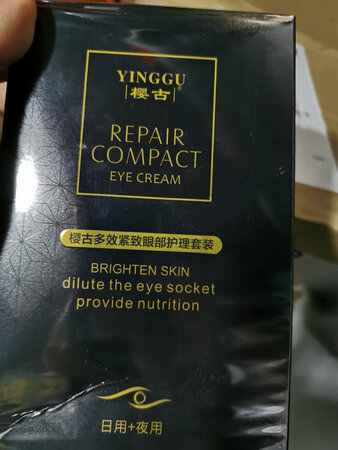 YINGGU
樱古®
REPAIR
COMPACT
EYE CREAM
樱古多效紧致眼部护理套装
BRIGHTEN SKIN
dilute the eye socket
provide nutrition
日用+夜用